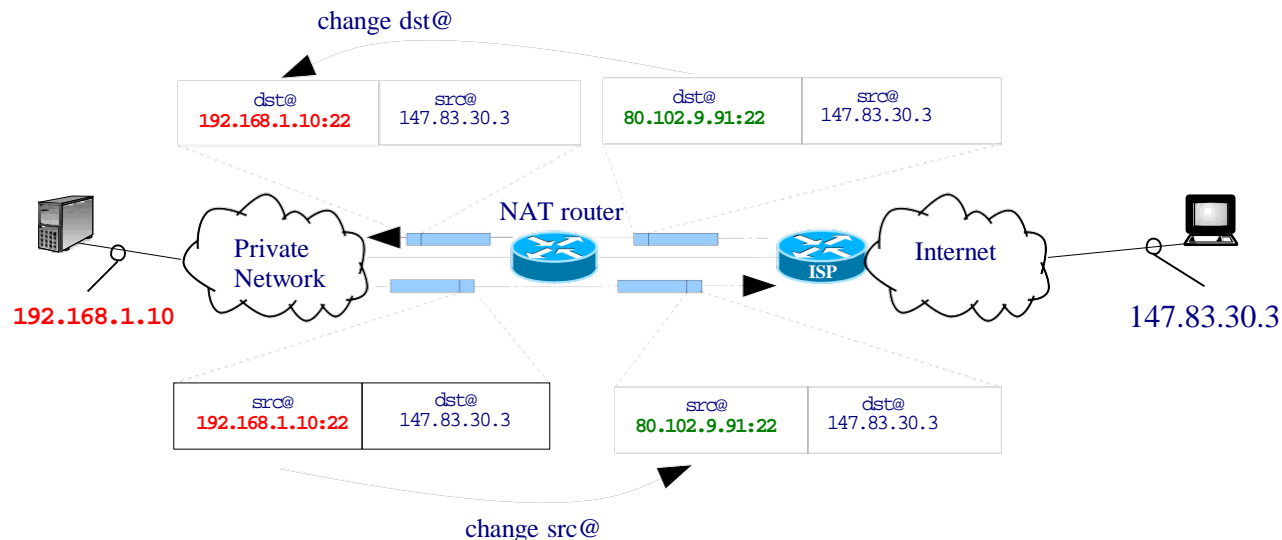 change dst@
dst@
192.168.1.10:22
src@
147.83.30.3
dst@
80.102.9.91:22
src@
147.83.30.3
NAT router
Private
Network
ISP
Internet
192.168.1.10
147.83.30.3
src@
192.168.1.10:22
dst@
147.83.30.3
src@
80.102.9.91:22
dst@
147.83.30.3
change src@